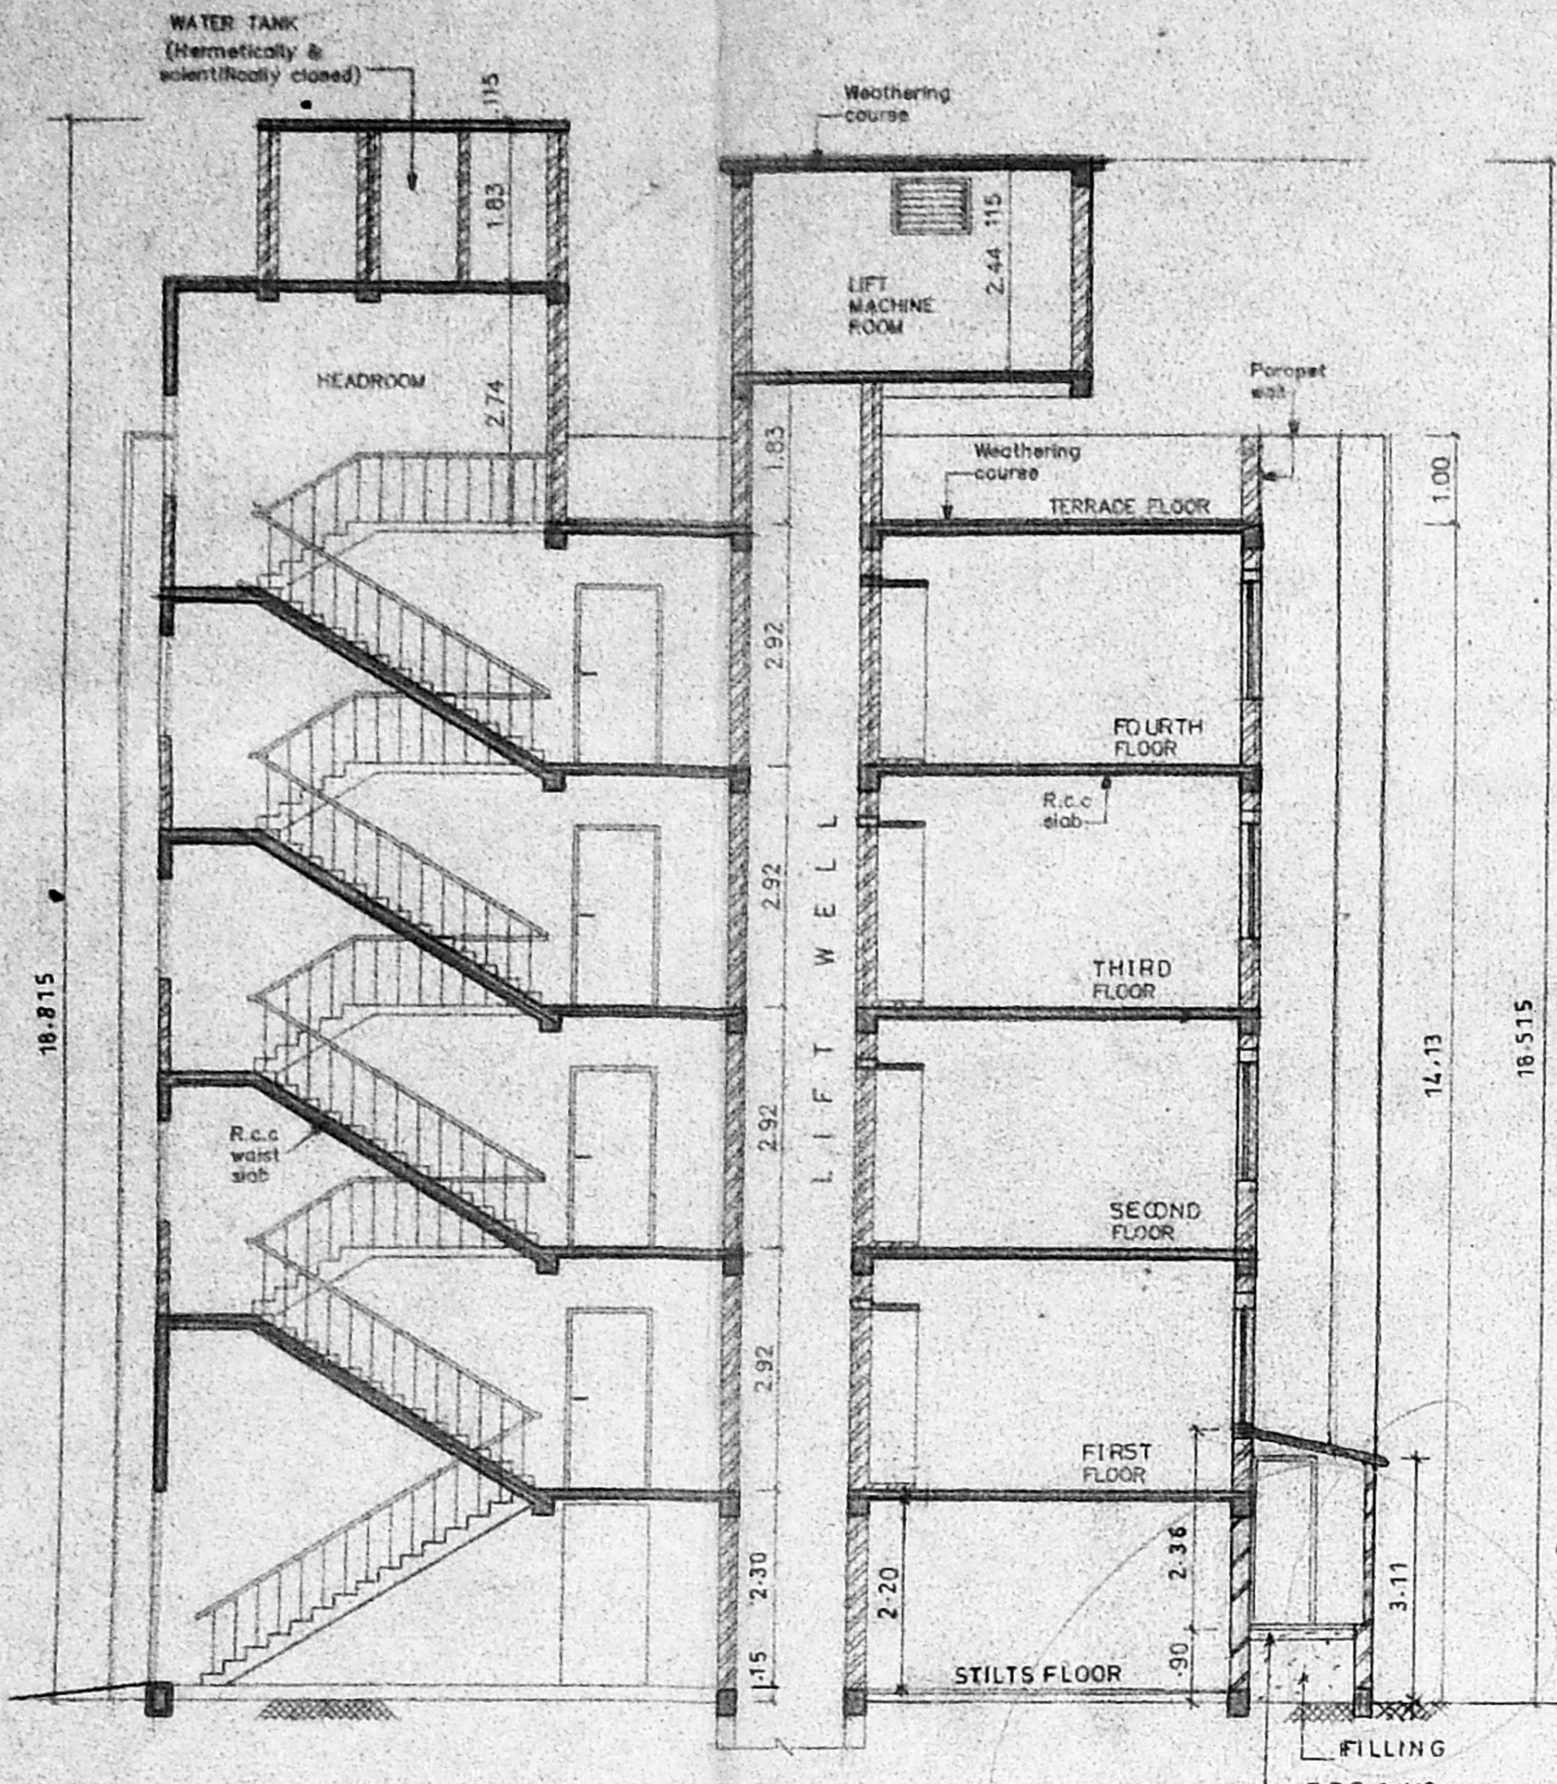 WATER TANK
(Hermetically &
scientifically closed)
.115
1.83
Weathering
course
115
2.44
LIFT
MACHINE
ROOM
HEADROOM
2.74
1.83
Parapet
wall
Weathering
course
TERRACE FLOOR
1.00
2.92
FOURTH
FLOOR
R.c.c
slab
2.92
LIFT WELL
THIRD
FLOOR
18.815
18.515
14.13
R.c.c
waist
slab
2.92
SECOND
FLOOR
2.92
FIRST
FLOOR
2.30
.15
2.20
2.36
.90
3.11
STILTS FLOOR
FILLING